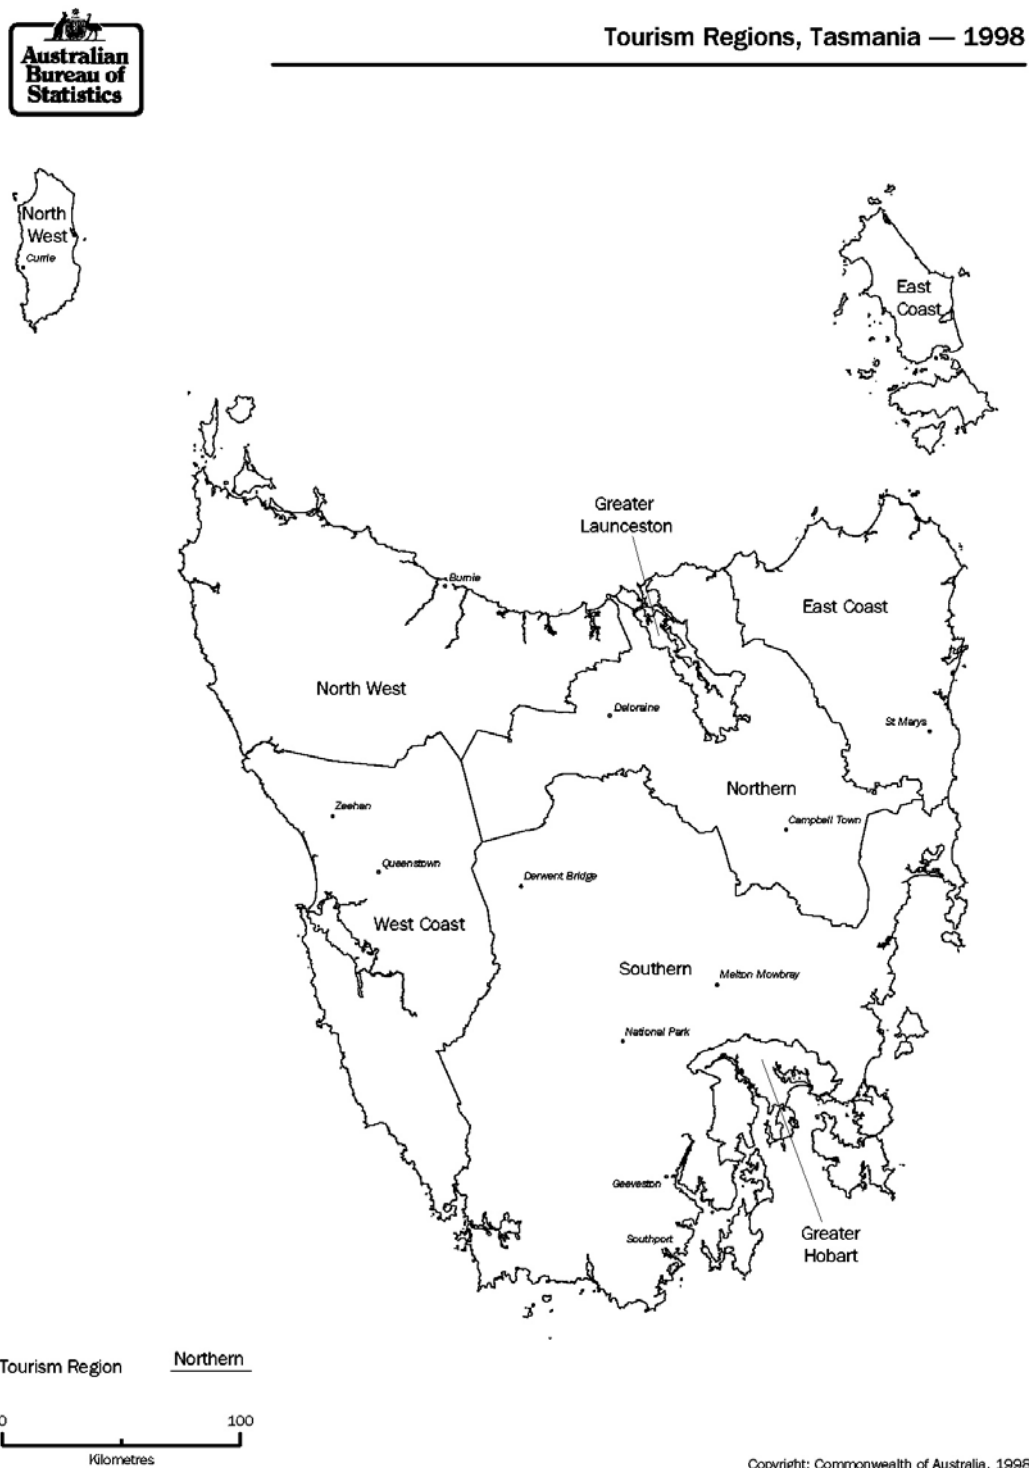 Australian
Bureau of
Statistics
Tourism Regions, Tasmania — 1998
North
West
Currie
East
Coast
Greater
Launceston
Burnie
East Coast
North West
Deloraine
St Marys
Northern
Zeehan
Campbell Town
Queenstown
Derwent Bridge
West Coast
Southern
Melton Mowbray
National Park
Geeveston
Southport
Greater
Hobart
Tourism Region
Northern
0 100
Kilometres
Copyright: Commonwealth of Australia, 1998